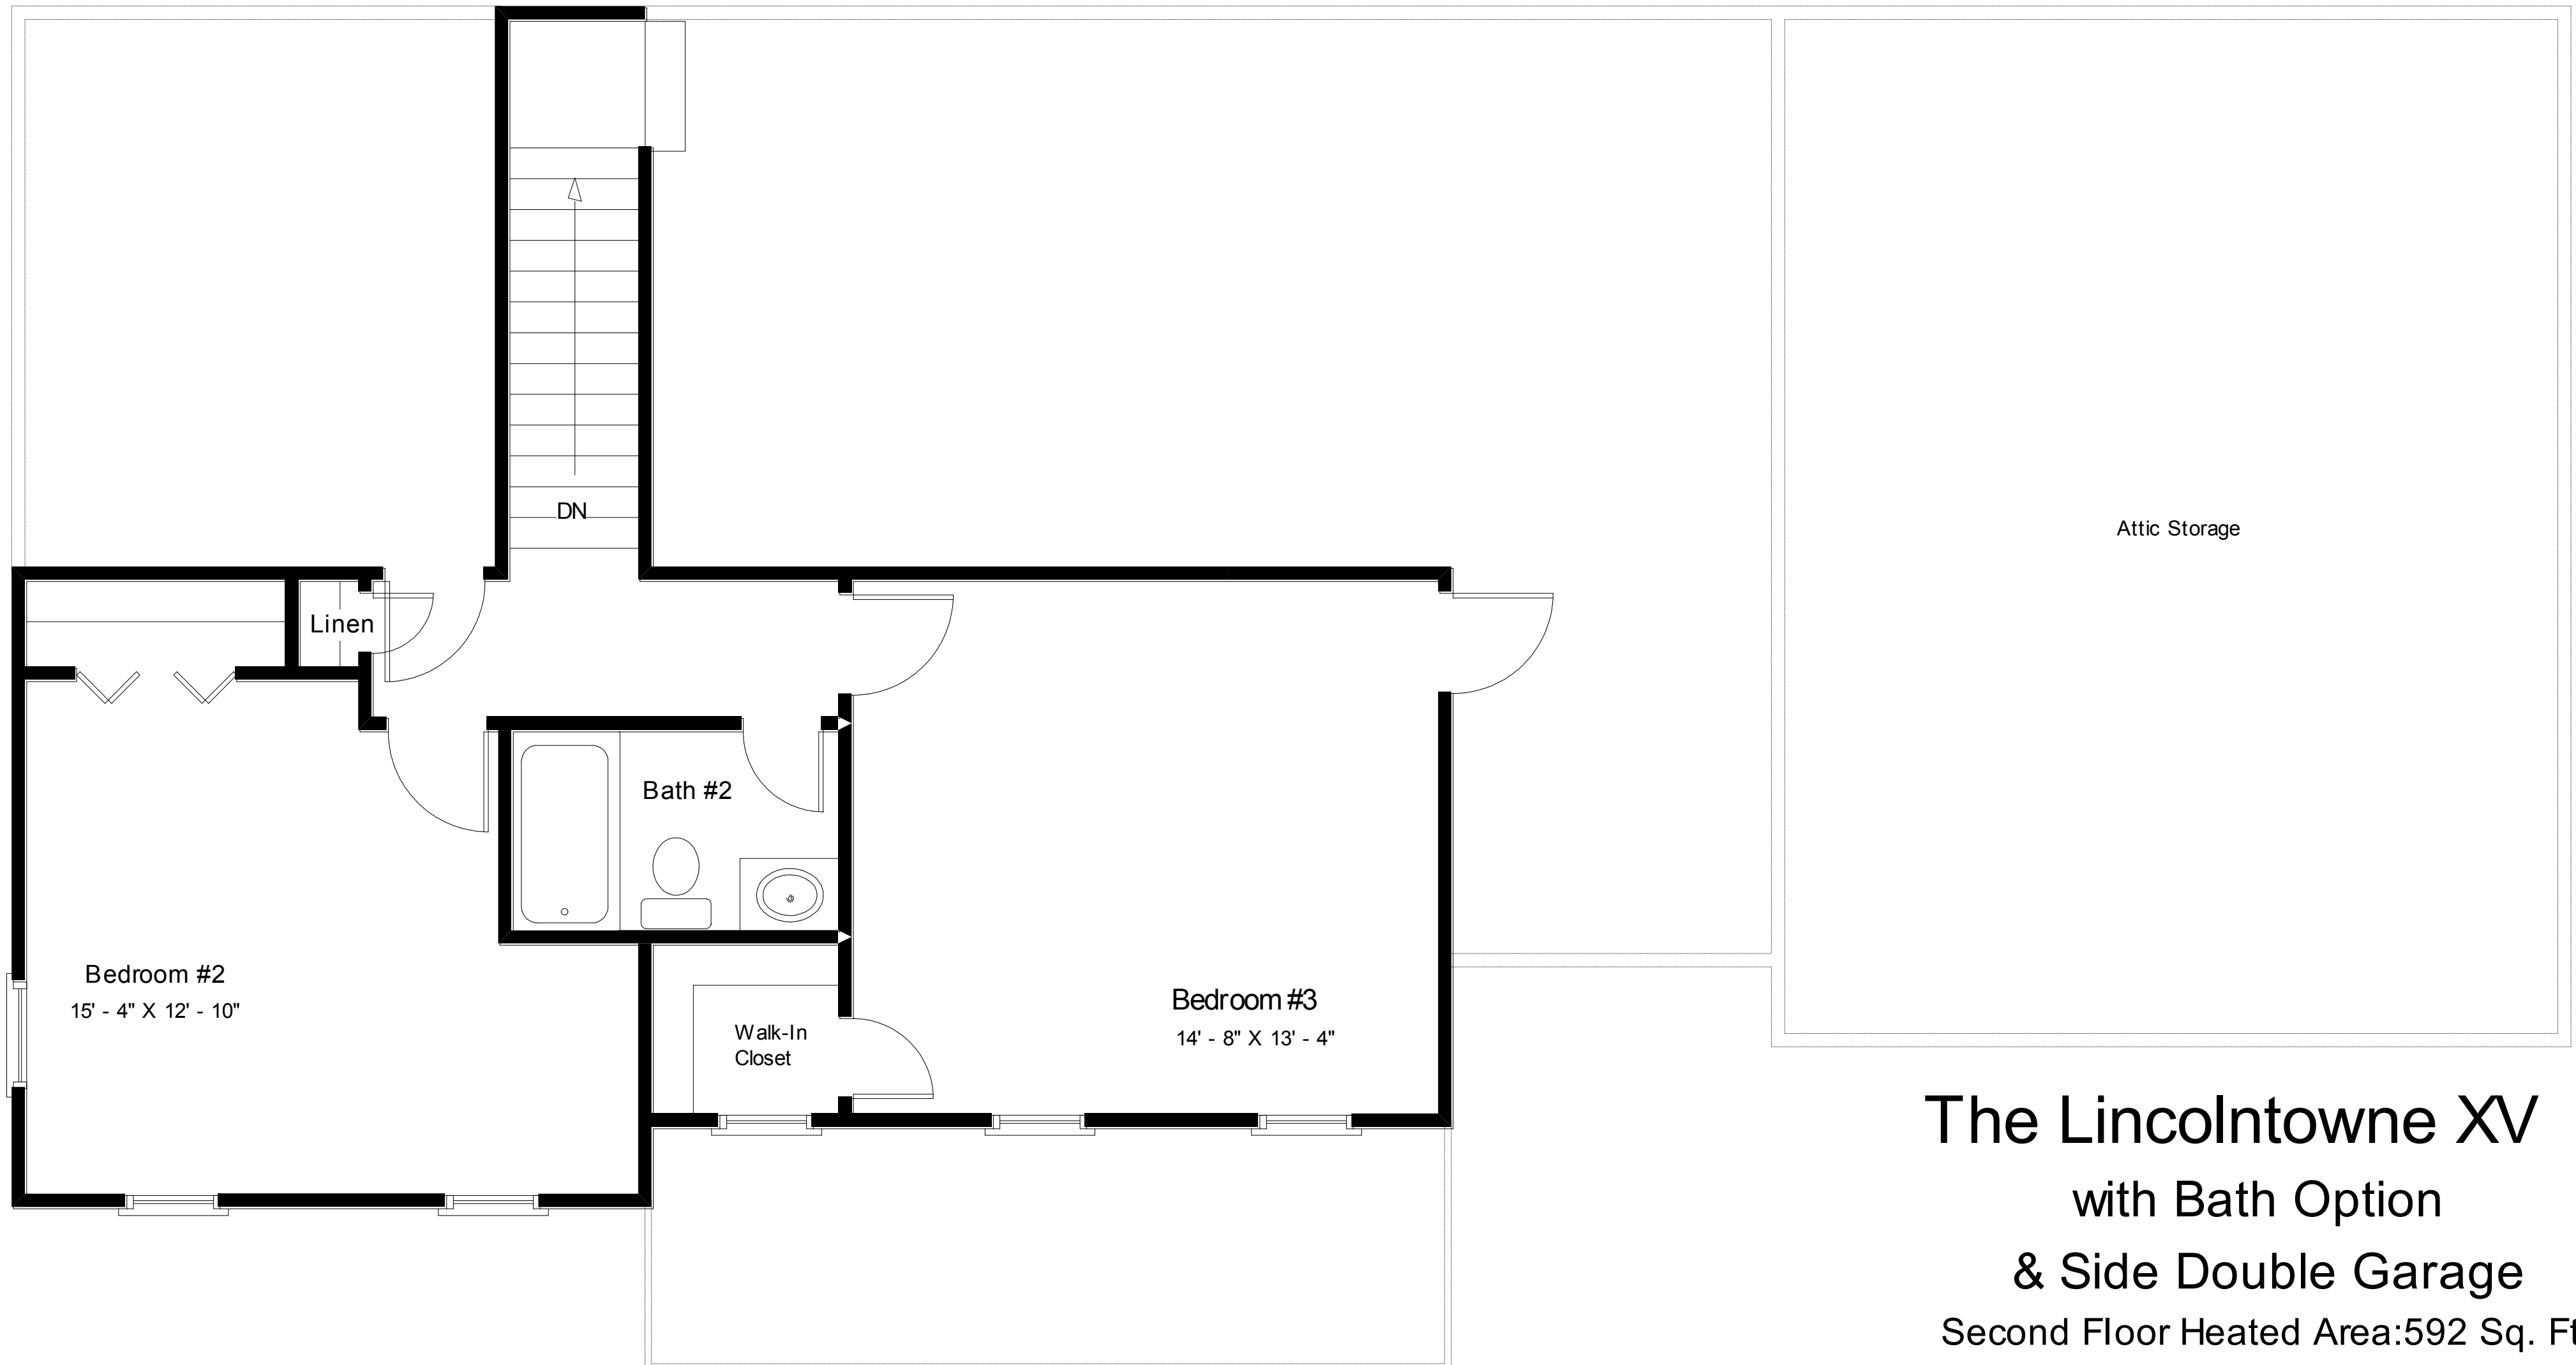 DN
Attic Storage
Linen
Bath #2
Bedroom #2
15' - 4" X 12' - 10"
Bedroom #3
14' - 8" X 13' - 4"
Walk-In
Closet
The Lincolntowne XV
with Bath Option
& Side Double Garage
Second Floor Heated Area:592 Sq. Ft